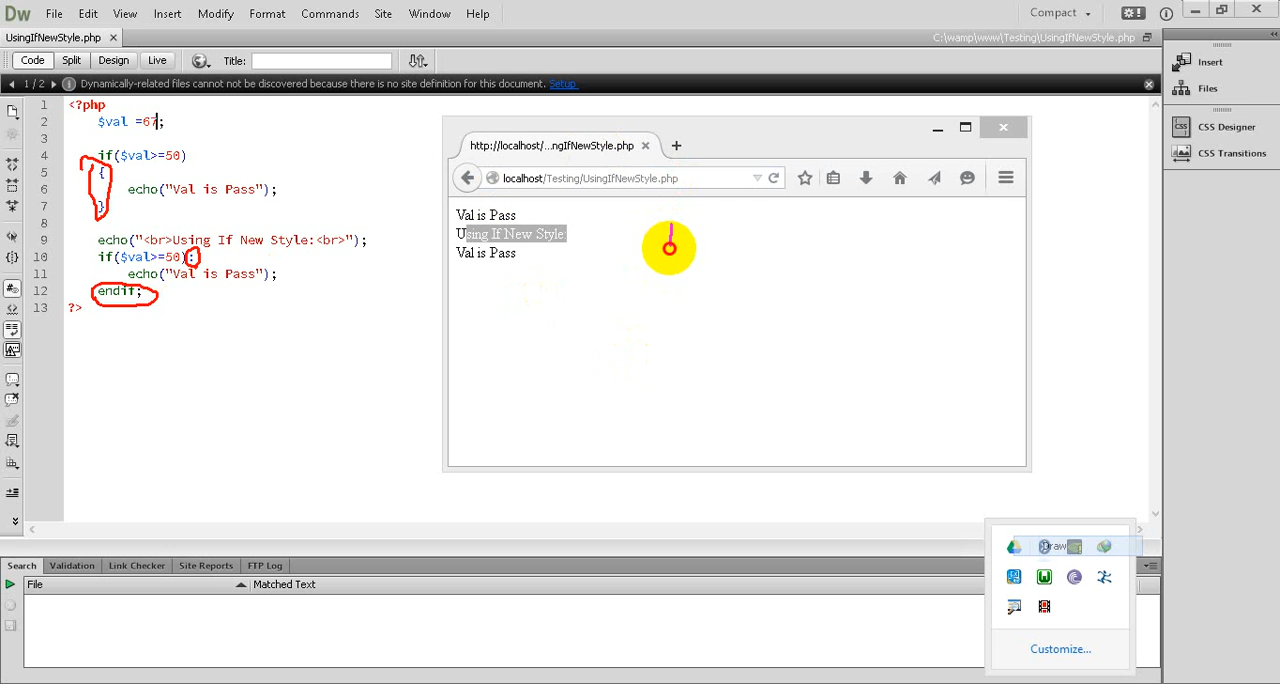 Dw File Edit View Insert Modify Format Commands Site Window Help Compact
UsingIfNewStyle.php C:\wamp\www\Testing\UsingIfNewStyle.php
Code Split Design Live Title:
1 / 2 Dynamically-related files cannot not be discovered because there is no site definition for this document. Setup
1 <?php
2 $val =67;
3
4 if($val>=50)
5 {
6 echo("Val is Pass");
7 }
8
9 echo("<br>Using If New Style:<br>");
10 if($val>=50):
11 echo("Val is Pass");
12 endif;
13 ?>
http://localhost/...ngIfNewStyle.php
localhost/Testing/UsingIfNewStyle.php
Val is Pass
Using If New Style:
Val is Pass
Insert
Files
CSS Designer
CSS Transitions
Draw
Customize...
Search Validation Link Checker Site Reports FTP Log
File Matched Text